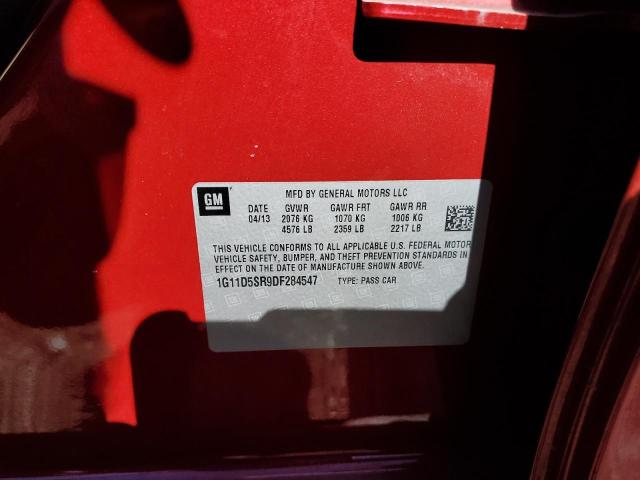 GM
MFD BY GENERAL MOTORS LLC
DATE GVWR GAWR FRT GAWR RR
04/13 2076 KG 1070 KG 1006 KG
4576 LB 2359 LB 2217 LB
THIS VEHICLE CONFORMS TO ALL APPLICABLE U.S. FEDERAL MOTOR
VEHICLE SAFETY, BUMPER, AND THEFT PREVENTION STANDARDS
IN EFFECT ON THE DATE OF MANUFACTURE SHOWN ABOVE.
1G11D5SR9DF284547 TYPE: PASS CAR